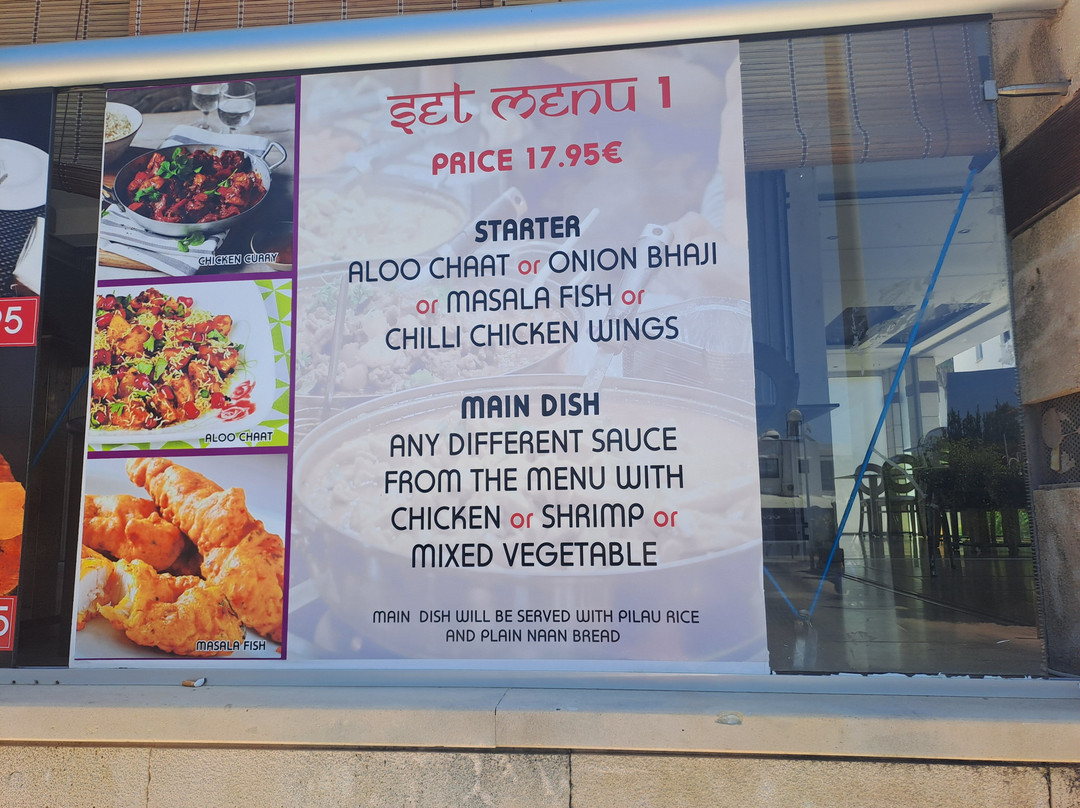 SET MENU 1
PRICE 17.95€
STARTER
ALOO CHAAT or ONION BHAJI
or MASALA FISH or
CHILLI CHICKEN WINGS
MAIN DISH
ANY DIFFERENT SAUCE
FROM THE MENU WITH
CHICKEN or SHRIMP or
MIXED VEGETABLE
MAIN DISH WILL BE SERVED WITH PILAU RICE
AND PLAIN NAAN BREAD
CHICKEN CURRY
ALOO CHAAT
MASALA FISH
95
5